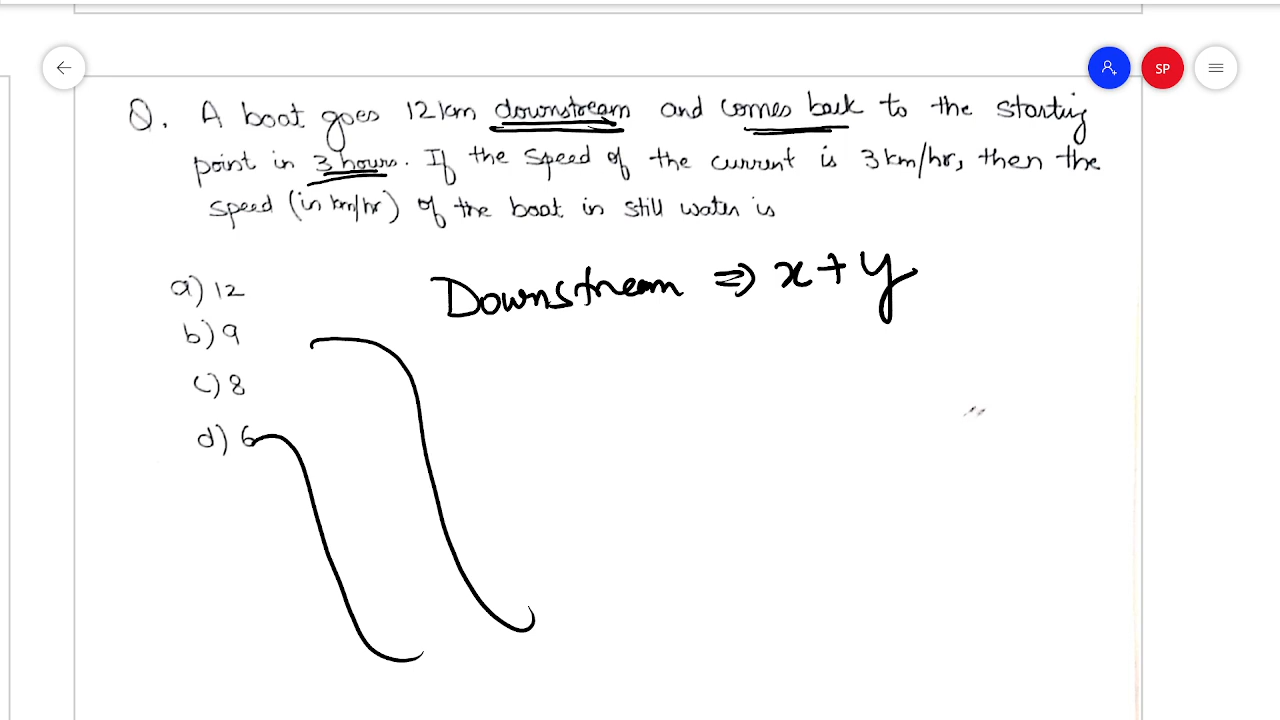 SP
Q. A boat goes 12 km downstream and comes back to the starting
point in 3 hours. If the speed of the current is 3 km/hr, then the
speed (in km/hr) of the boat in still water is
a) 12
b) 9
c) 8
d) 6
Downstream ⇒ x + y